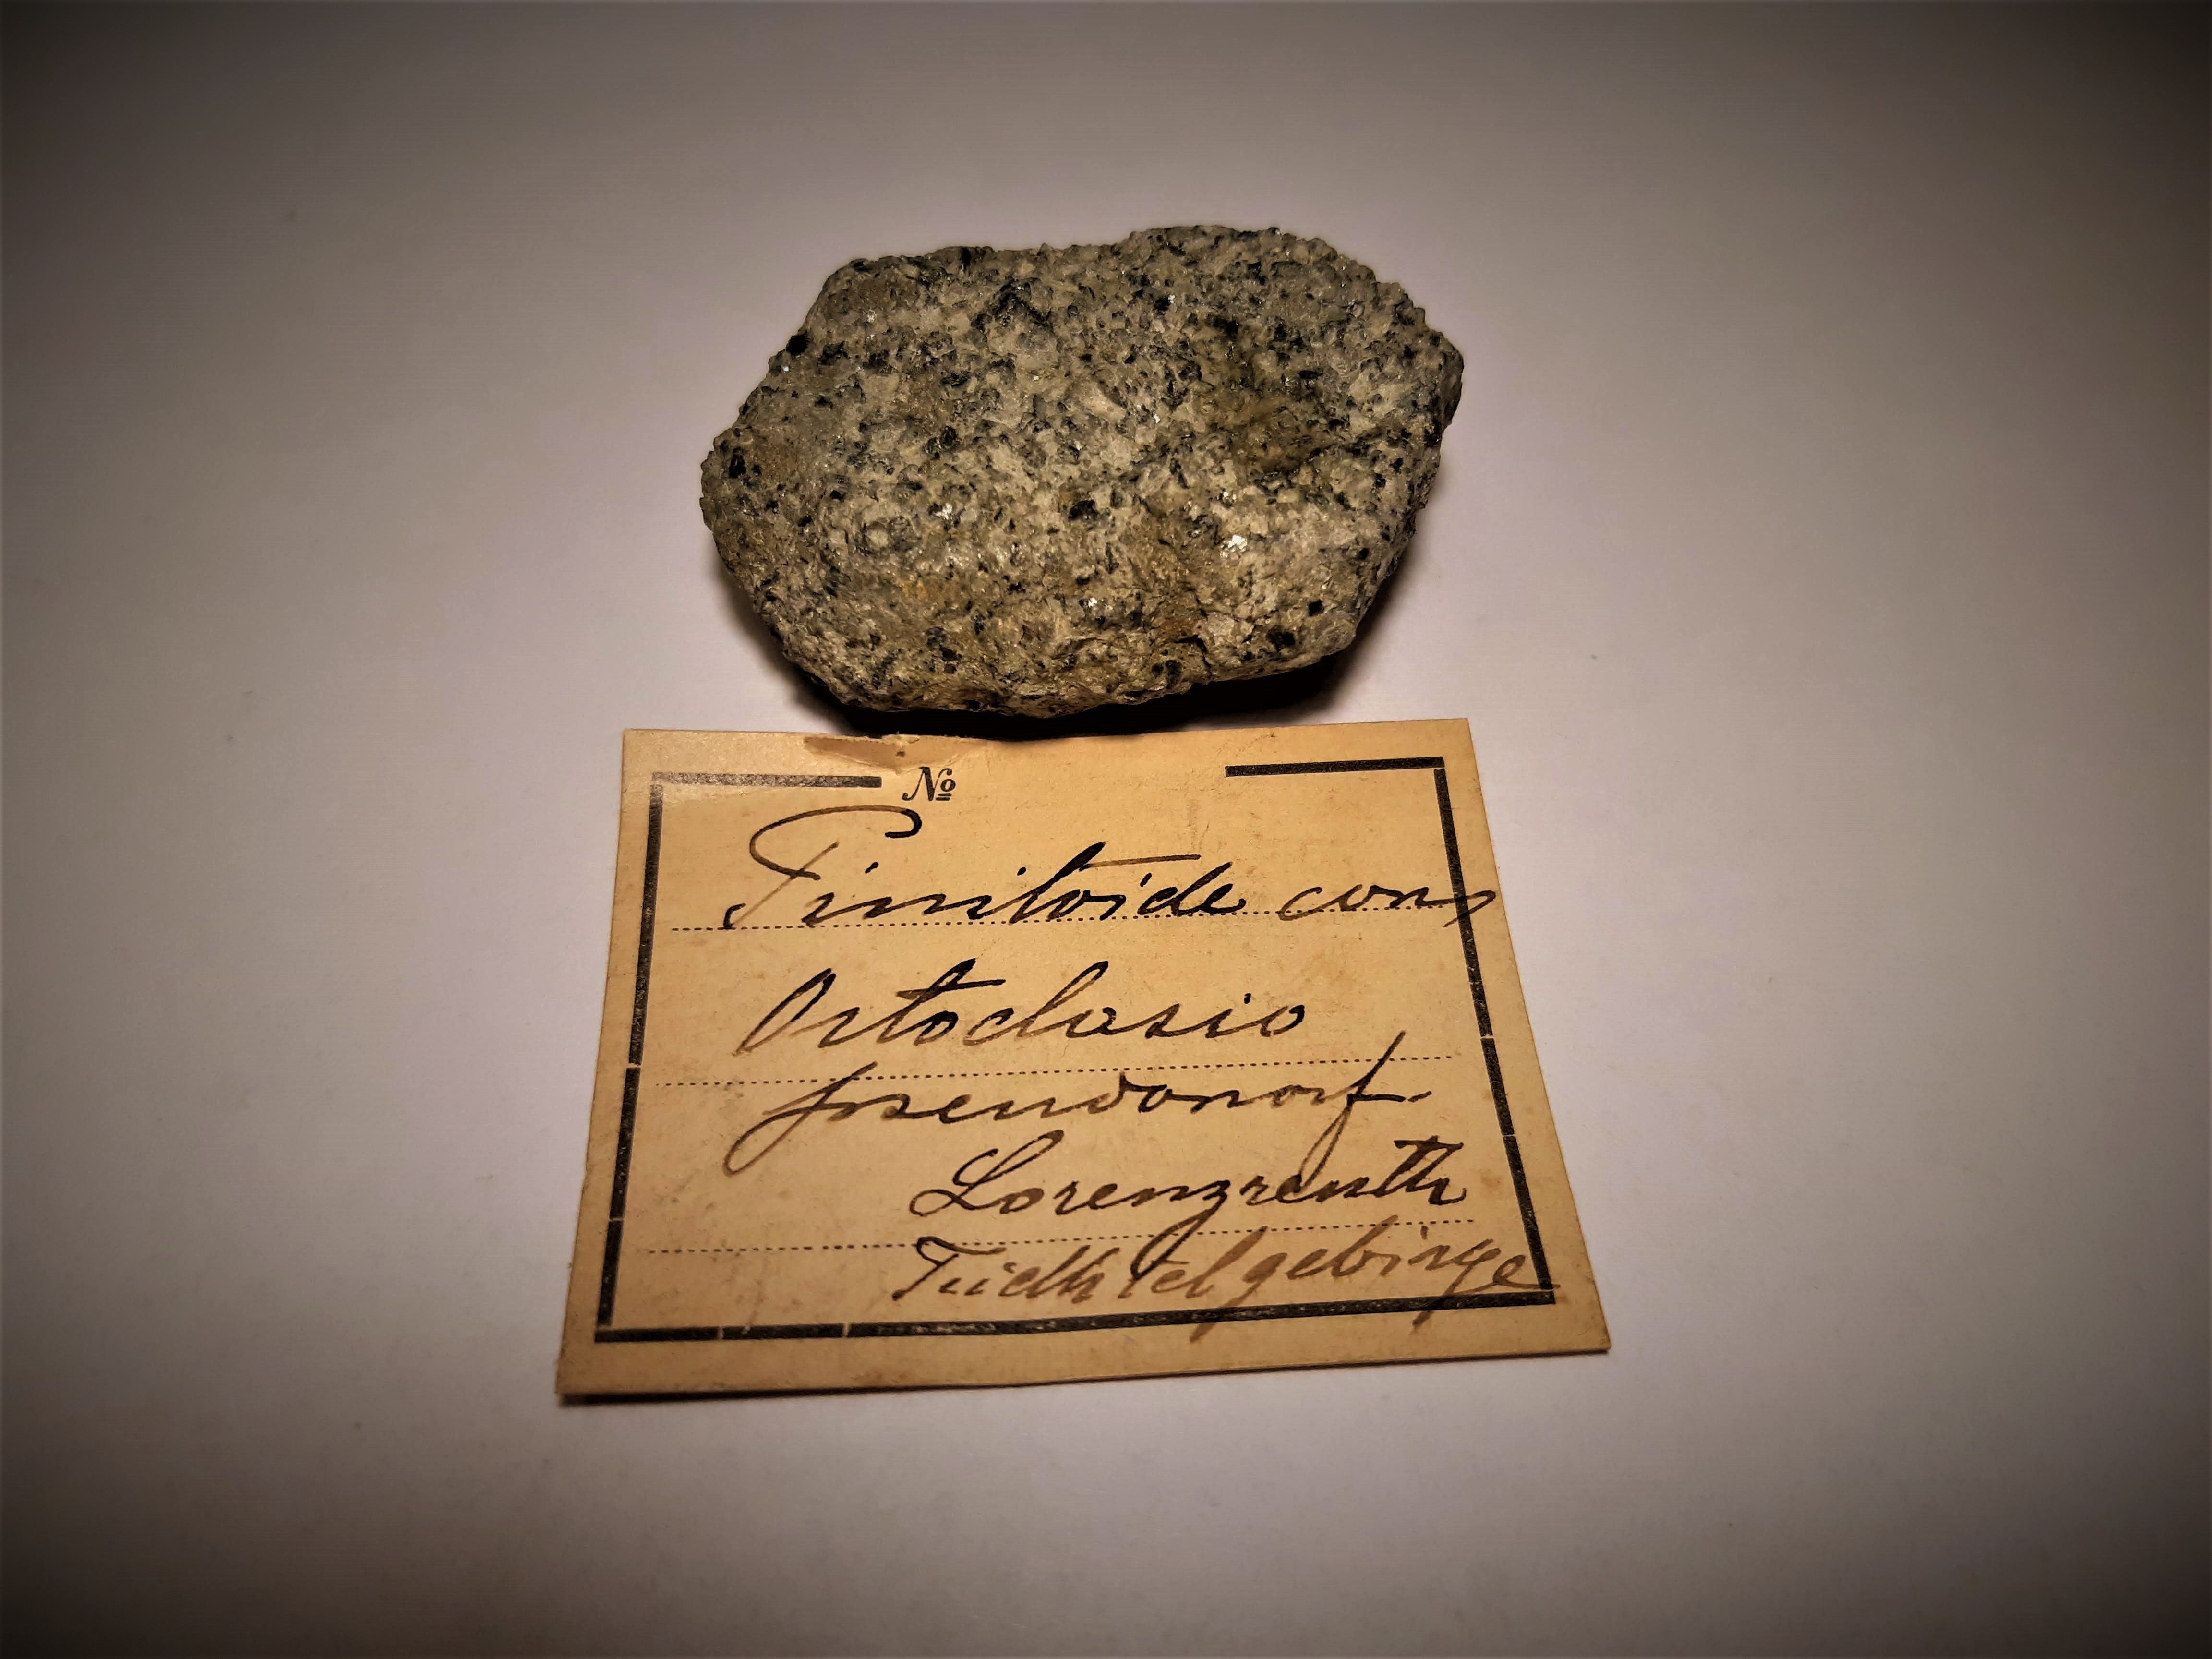 No
Pinitoide con
Ortoclasio
pseudomorf.
Lorenzreuth
Fichtelgebirge